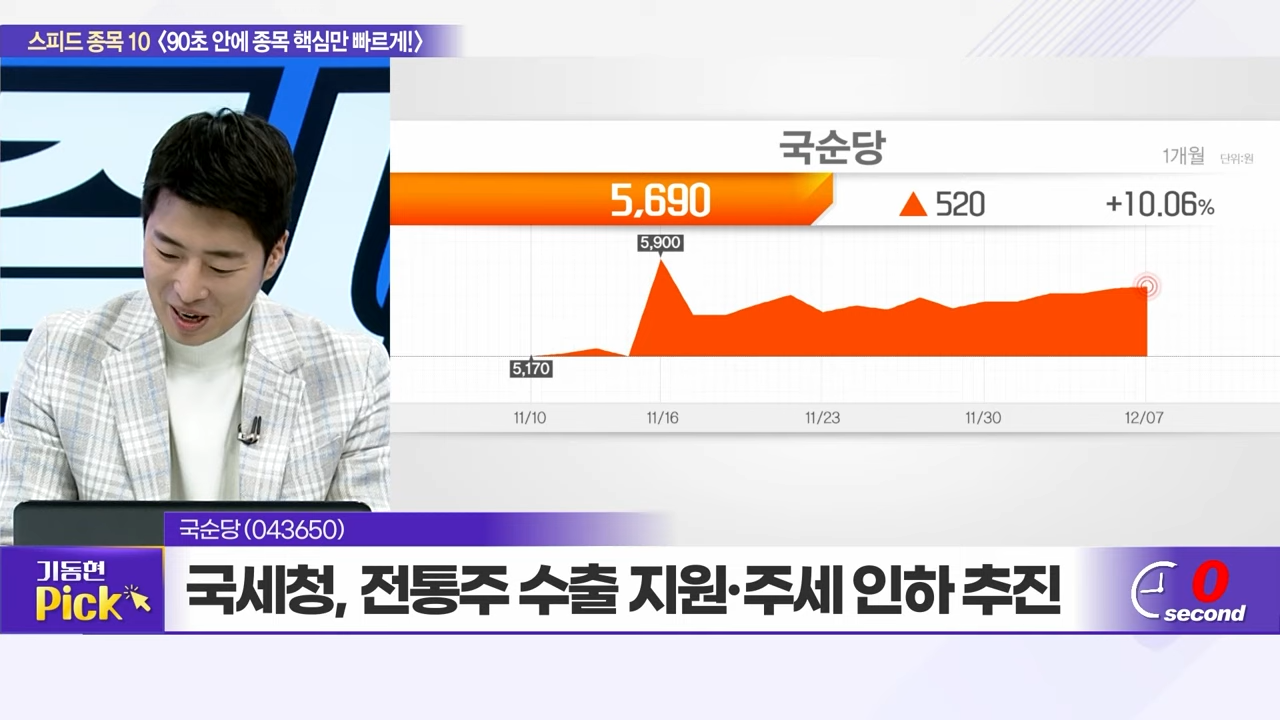 스피드 종목 10 〈90초 안에 종목 핵심만 빠르게!〉
국순당
1개월 단위:원
5,690 ▲ 520 +10.06%
5,900
5,170
11/10 11/16 11/23 11/30 12/07
국순당(043650)
기동현
Pick
국세청, 전통주 수출 지원·주세 인하 추진
0
second